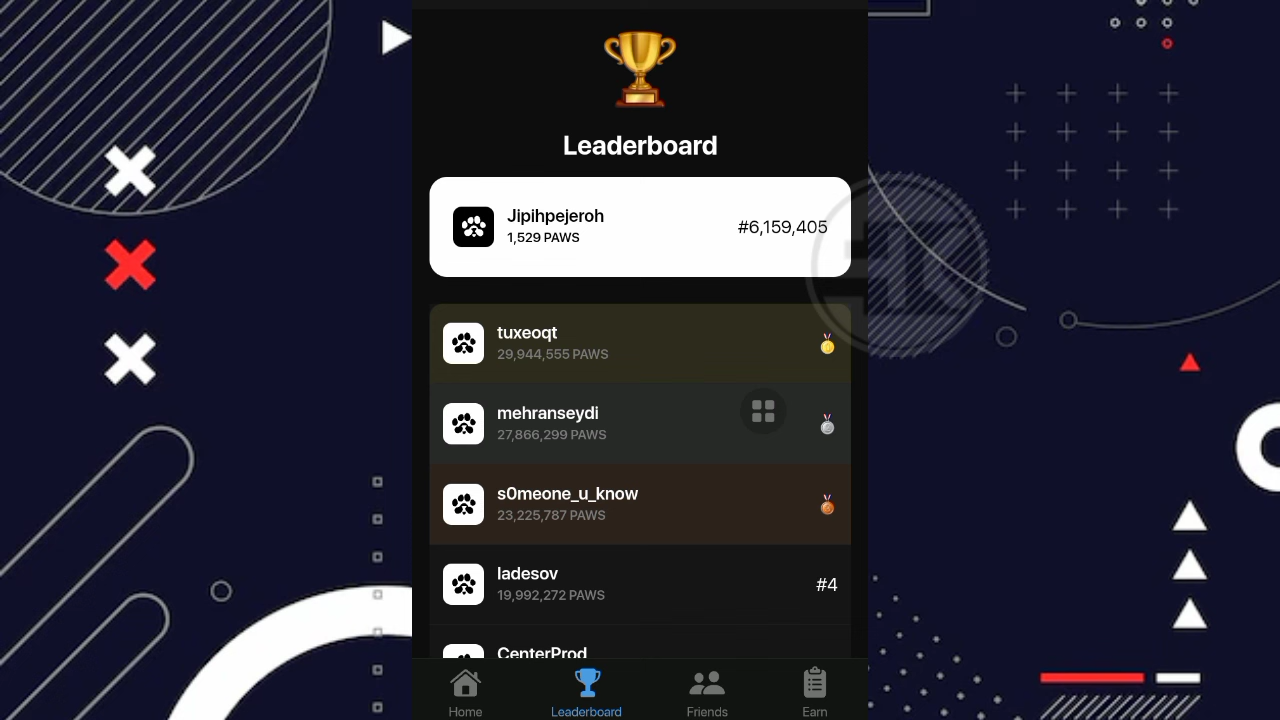 Leaderboard
Jipihpejeroh
1,529 PAWS
#6,159,405
tuxeoqt
29,944,555 PAWS
mehranseydi
27,866,299 PAWS
s0meone_u_know
23,225,787 PAWS
ladesov
19,992,272 PAWS
#4
CenterProd
Home
Leaderboard
Friends
Earn